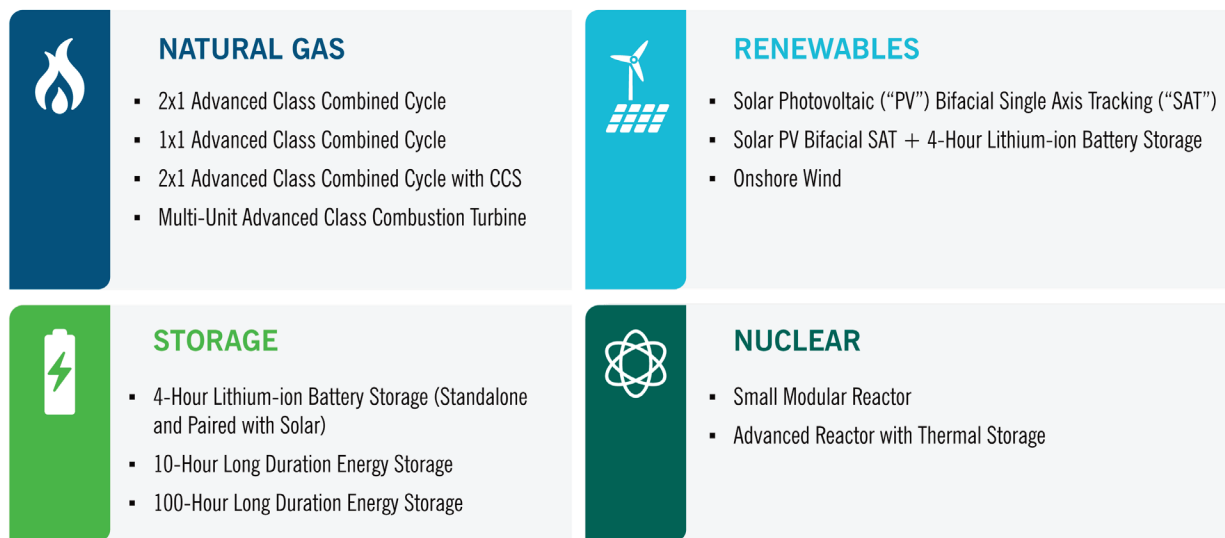 NATURAL GAS
▪ 2x1 Advanced Class Combined Cycle
▪ 1x1 Advanced Class Combined Cycle
▪ 2x1 Advanced Class Combined Cycle with CCS
▪ Multi-Unit Advanced Class Combustion Turbine
RENEWABLES
▪ Solar Photovoltaic (“PV”) Bifacial Single Axis Tracking (“SAT”)
▪ Solar PV Bifacial SAT + 4-Hour Lithium-ion Battery Storage
▪ Onshore Wind
STORAGE
▪ 4-Hour Lithium-ion Battery Storage (Standalone
and Paired with Solar)
▪ 10-Hour Long Duration Energy Storage
▪ 100-Hour Long Duration Energy Storage
NUCLEAR
▪ Small Modular Reactor
▪ Advanced Reactor with Thermal Storage